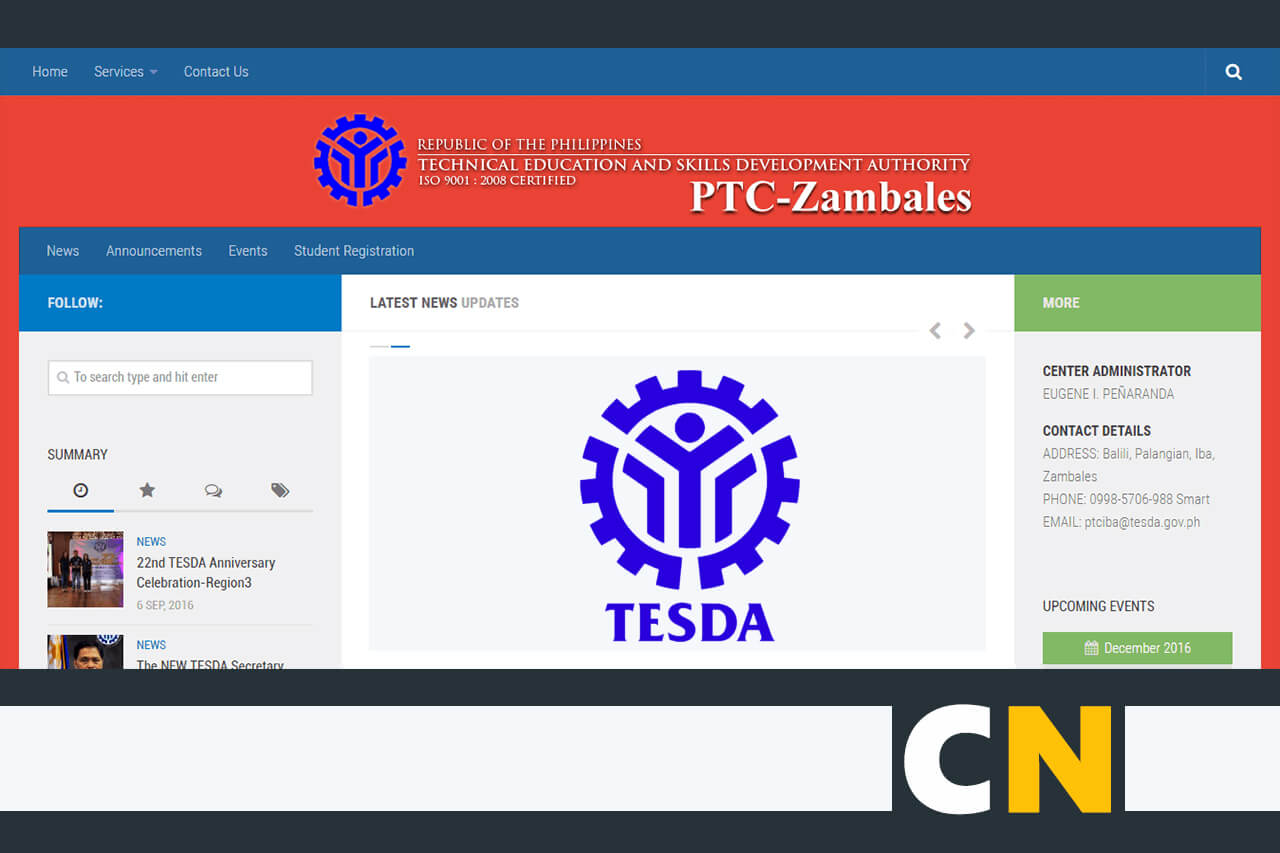 Home Services Contact Us
REPUBLIC OF THE PHILIPPINES
TECHNICAL EDUCATION AND SKILLS DEVELOPMENT AUTHORITY
ISO 9001 : 2008 CERTIFIED
PTC-Zambales
News Announcements Events Student Registration
FOLLOW:
To search type and hit enter
SUMMARY
NEWS
22nd TESDA Anniversary
Celebration-Region3
6 SEP, 2016
NEWS
The NEW TESDA Secretary
LATEST NEWS UPDATES
TESDA
MORE
CENTER ADMINISTRATOR
EUGENE I. PEÑARANDA
CONTACT DETAILS
ADDRESS: Balili, Palangian, Iba,
Zambales
PHONE: 0998-5706-988 Smart
EMAIL: ptciba@tesda.gov.ph
UPCOMING EVENTS
December 2016
CN